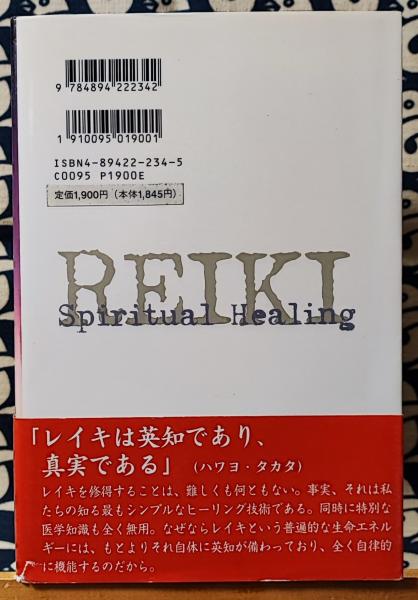 9 784894 222342
1 910095 019001
ISBN4-89422-234-5
C0095 P1900E
定価1,900円（本体1,845円）
REIKI
Spiritual Healing
「レイキは英知であり、
真実である」（ハワヨ・タカタ）
レイキを修得することは、難しくも何ともない。事実、それは私
たちの知る最もシンプルなヒーリング技術である。同時に特別な
医学知識も全く無用。なぜならレイキという普遍的な生命エネル
ギーには、もとよりそれ自体に英知が備わっており、全く自律的
に機能するのだから。